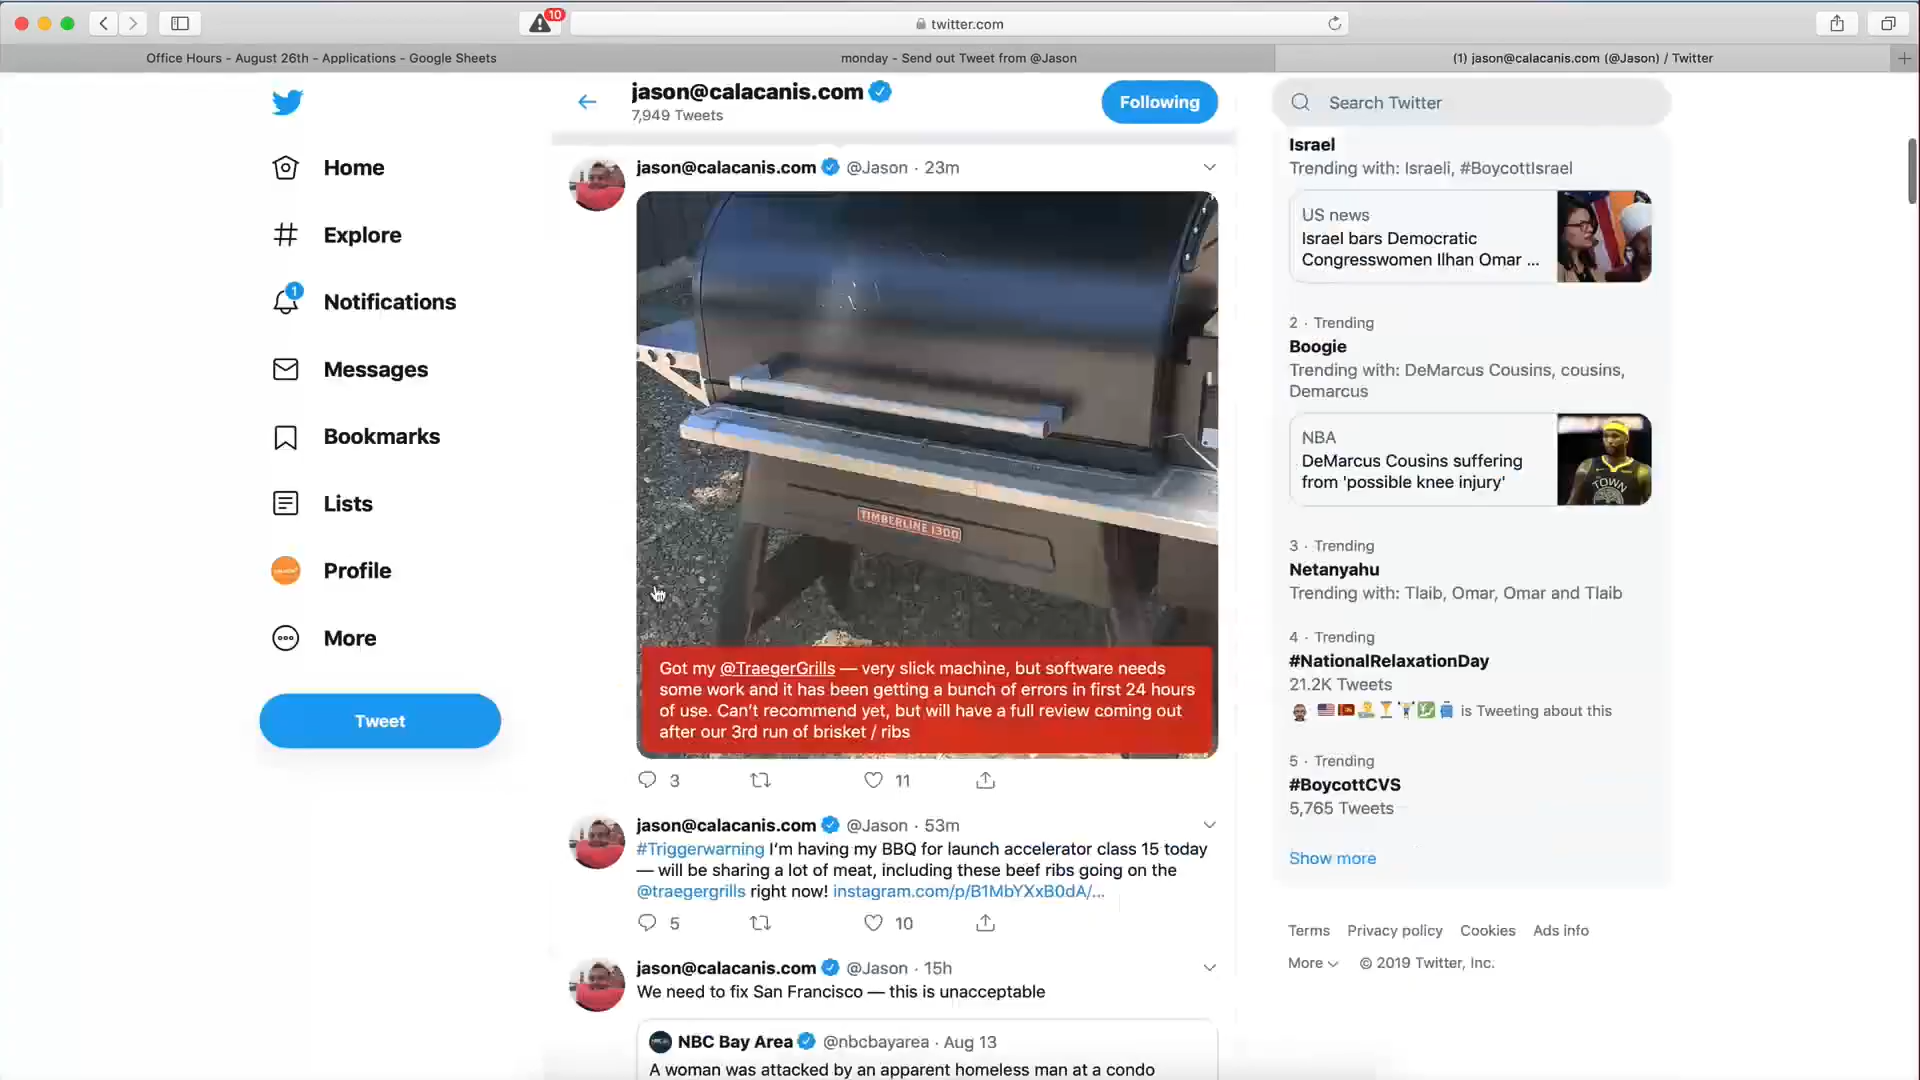 10
twitter.com
Office Hours - August 26th - Applications - Google Sheets
monday - Send out Tweet from @Jason
(1) jason@calacanis.com (@Jason) / Twitter
jason@calacanis.com
7,949 Tweets
Following
Search Twitter
Home
Explore
1
Notifications
Messages
Bookmarks
Lists
Profile
More
Tweet
jason@calacanis.com @Jason · 23m
TIMBERLINE 1300
Got my @TraegerGrills — very slick machine, but software needs
some work and it has been getting a bunch of errors in first 24 hours
of use. Can't recommend yet, but will have a full review coming out
after our 3rd run of brisket / ribs
3
11
jason@calacanis.com @Jason · 53m
#Triggerwarning I'm having my BBQ for launch accelerator class 15 today
— will be sharing a lot of meat, including these beef ribs going on the
@traegergrills right now! instagram.com/p/B1MbYXxB0dA/...
5
10
jason@calacanis.com @Jason · 15h
We need to fix San Francisco — this is unacceptable
NBC Bay Area @nbcbayarea · Aug 13
A woman was attacked by an apparent homeless man at a condo
Israel
Trending with: Israeli, #BoycottIsrael
US news
Israel bars Democratic
Congresswomen Ilhan Omar ...
2 · Trending
Boogie
Trending with: DeMarcus Cousins, cousins,
Demarcus
NBA
DeMarcus Cousins suffering
from 'possible knee injury'
TOWN
3 · Trending
Netanyahu
Trending with: Tlaib, Omar, Omar and Tlaib
4 · Trending
#NationalRelaxationDay
21.2K Tweets
is Tweeting about this
5 · Trending
#BoycottCVS
5,765 Tweets
Show more
Terms Privacy policy Cookies Ads info
More © 2019 Twitter, Inc.